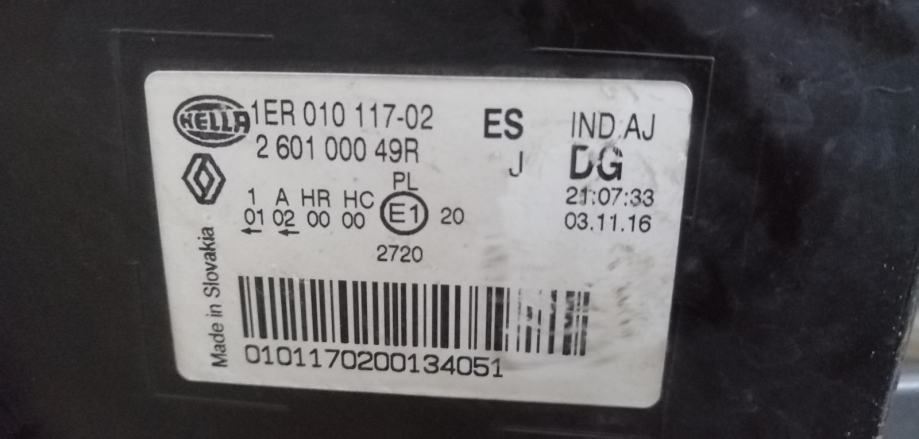 HELLA 1ER 010 117-02 ES IND.AJ
2 601 000 49R J DG
PL
1 A HR HC E1 20 21:07:33
01 02 00 00 03.11.16
2720
Made in Slovakia
0101170200134051